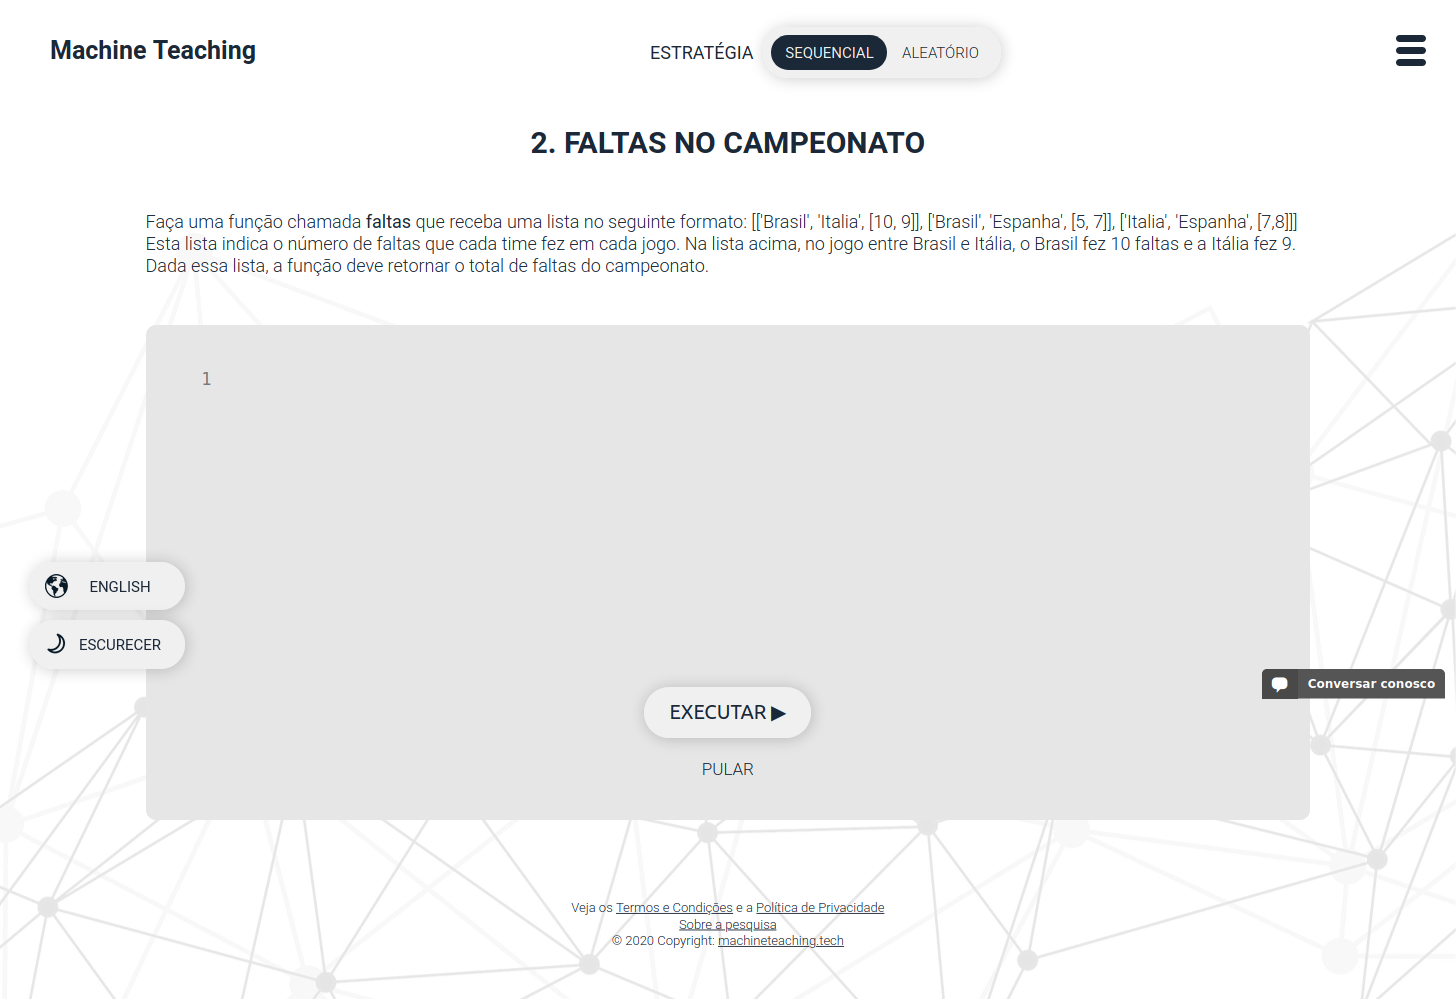 Machine Teaching
ESTRATÉGIA SEQUENCIAL ALEATÓRIO
2. FALTAS NO CAMPEONATO
Faça uma função chamada faltas que receba uma lista no seguinte formato: [['Brasil', 'Italia', [10, 9]], ['Brasil', 'Espanha', [5, 7]], ['Italia', 'Espanha', [7,8]]]
Esta lista indica o número de faltas que cada time fez em cada jogo. Na lista acima, no jogo entre Brasil e Itália, o Brasil fez 10 faltas e a Itália fez 9.
Dada essa lista, a função deve retornar o total de faltas do campeonato.
1
ENGLISH
ESCURECER
Conversar conosco
EXECUTAR ▶
PULAR
Veja os Termos e Condições e a Política de Privacidade
Sobre a pesquisa
© 2020 Copyright: machineteaching.tech